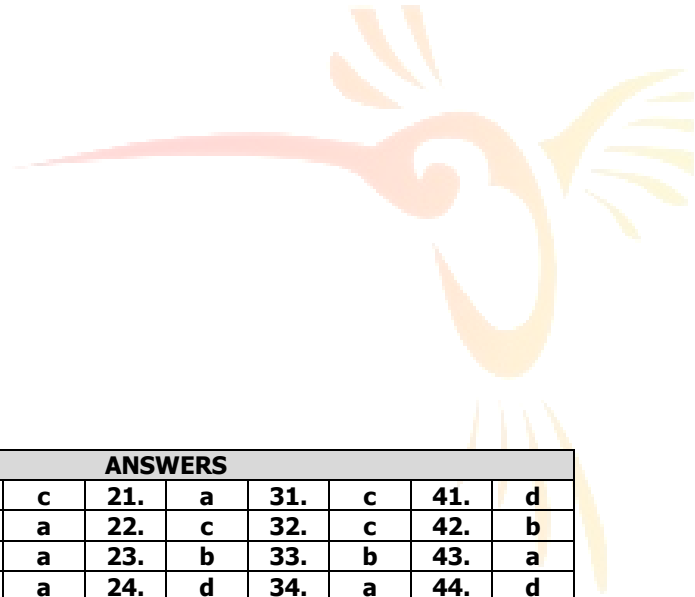 ANSWERS
c 21. a 31. c 41. d
a 22. c 32. c 42. b
a 23. b 33. b 43. a
a 24. d 34. a 44. d